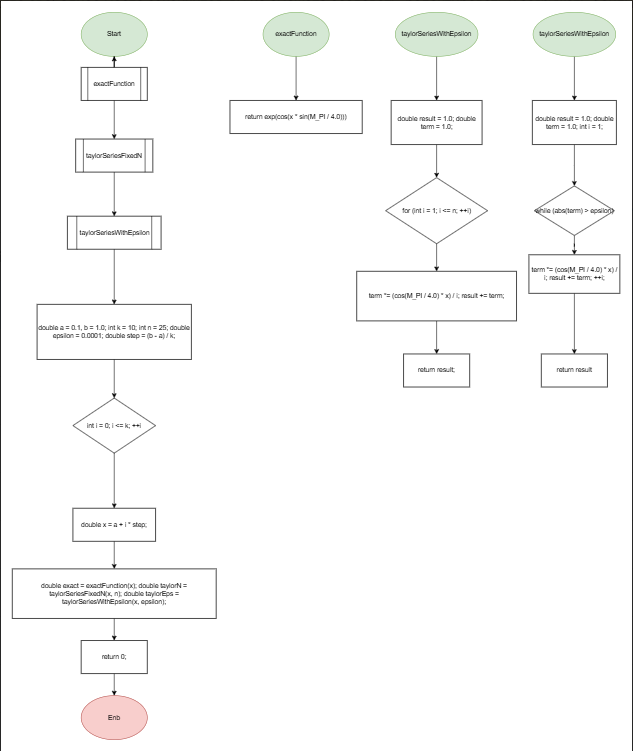 Start
exactFunction
taylorSeriesFixedN
taylorSeriesWithEpsilon
double a = 0.1, b = 1.0; int k = 10; int n = 25; double
epsilon = 0.0001; double step = (b - a) / k;
int i = 0; i <= k; ++i
double x = a + i * step;
double exact = exactFunction(x); double taylorN =
taylorSeriesFixedN(x, n); double taylorEps =
taylorSeriesWithEpsilon(x, epsilon);
return 0;
Enb
exactFunction
return exp(cos(x * sin(M_PI / 4.0)))
taylorSeriesWithEpsilon
double result = 1.0; double
term = 1.0;
for (int i = 1; i <= n; ++i)
term *= (cos(M_PI / 4.0) * x) / i; result += term;
return result;
taylorSeriesWithEpsilon
double result = 1.0; double
term = 1.0; int i = 1;
while (abs(term) > epsilon)
term *= (cos(M_PI / 4.0) * x) /
i; result += term; ++i;
return result